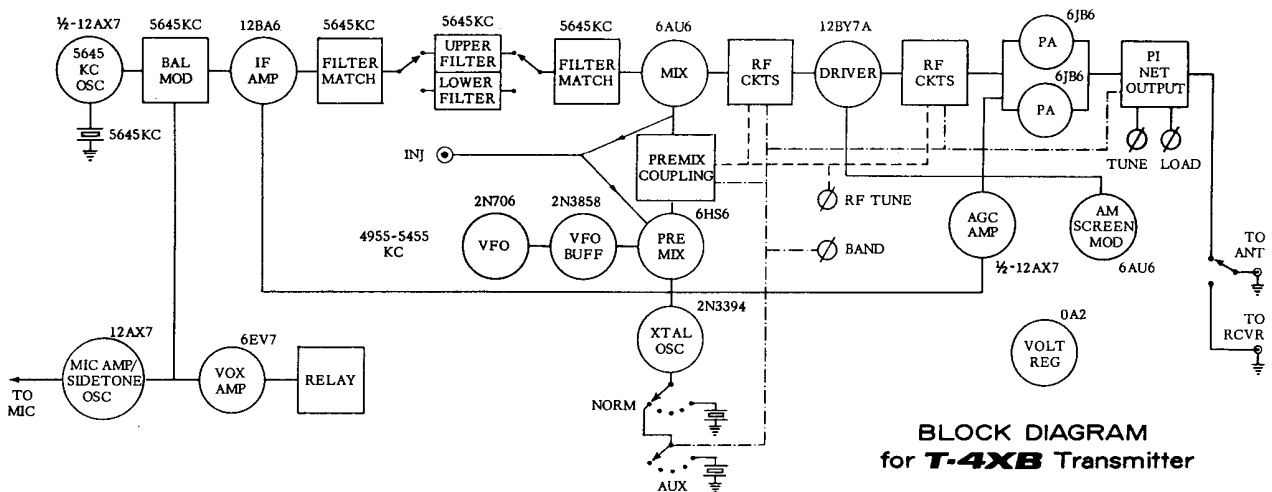 ½-12AX7
5645KC
12BA6
5645KC
5645KC
5645KC
6AU6
12BY7A
6JB6
5645
KC
OSC
BAL
MOD
IF
AMP
FILTER
MATCH
UPPER
FILTER
LOWER
FILTER
FILTER
MATCH
MIX
RF
CKTS
DRIVER
RF
CKTS
PA
6JB6
PA
PI
NET
OUTPUT
5645KC
TUNE
LOAD
INJ
PREMIX
COUPLING
RF TUNE
6HS6
2N706
2N3858
4955-5455
KC
VFO
VFO
BUFF
PRE
MIX
BAND
AGC
AMP
½-12AX7
AM
SCREEN
MOD
6AU6
TO
ANT
TO
RCVR
2N3394
XTAL
OSC
0A2
VOLT
REG
12AX7
MIC AMP/
SIDETONE
OSC
TO
MIC
6EV7
VOX
AMP
RELAY
NORM
AUX
BLOCK DIAGRAM
for T-4XB Transmitter